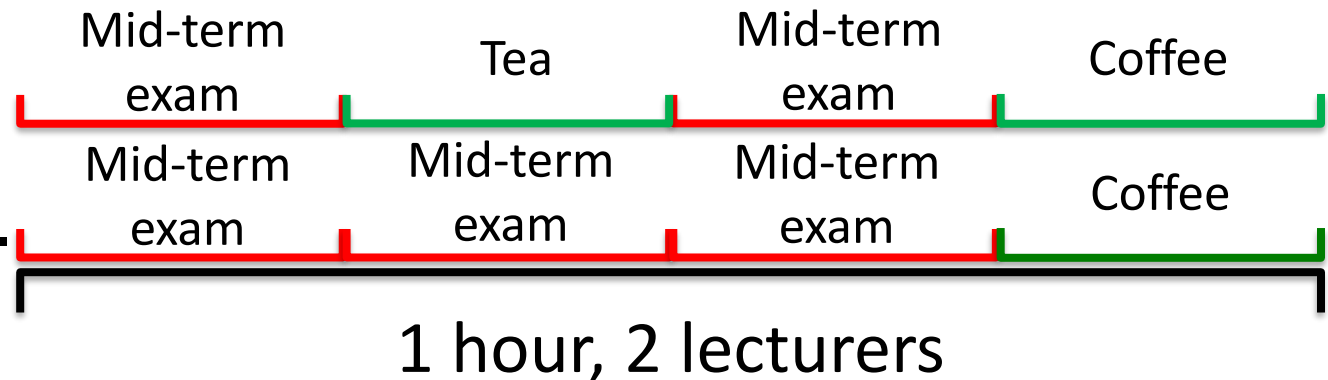 Mid-term Tea Mid-term Coffee
exam exam
Mid-term Mid-term Mid-term Coffee
exam exam exam
1 hour, 2 lecturers